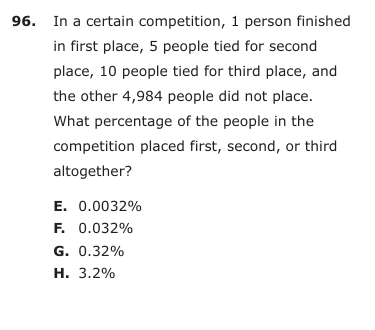 96. In a certain competition, 1 person finished
in first place, 5 people tied for second
place, 10 people tied for third place, and
the other 4,984 people did not place.
What percentage of the people in the
competition placed first, second, or third
altogether?
E. 0.0032%
F. 0.032%
G. 0.32%
H. 3.2%